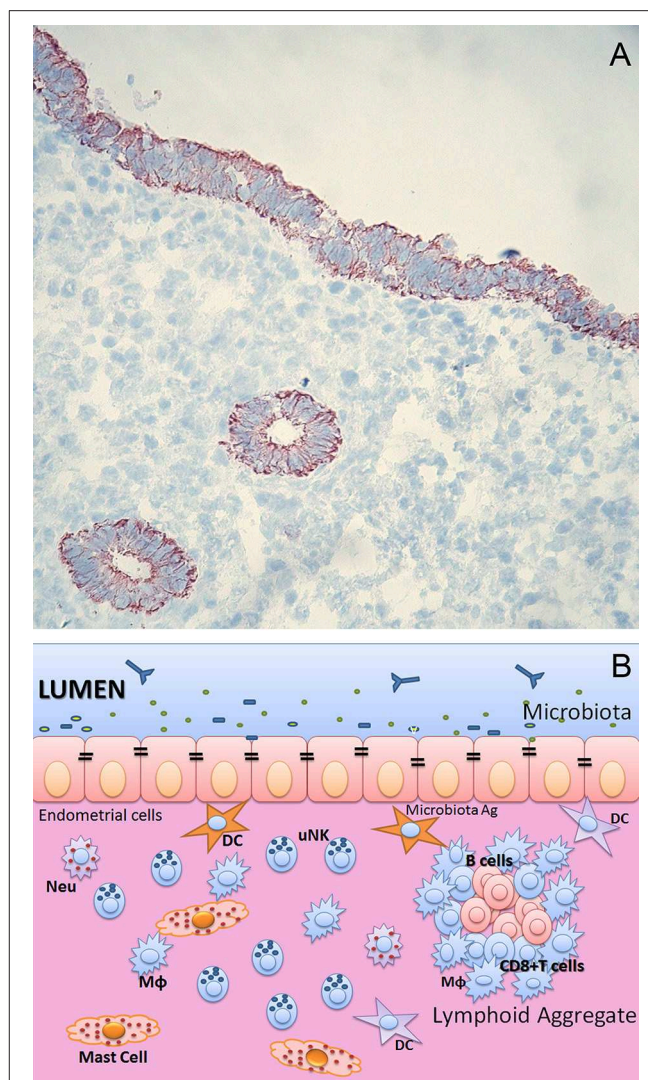 A
B
LUMEN
Microbiota
Endometrial cells
Microbiota Ag
DC
DC
uNK
Neu
B cells
Mφ
CD8+T cells
Mφ
Lymphoid Aggregate
DC
Mast Cell